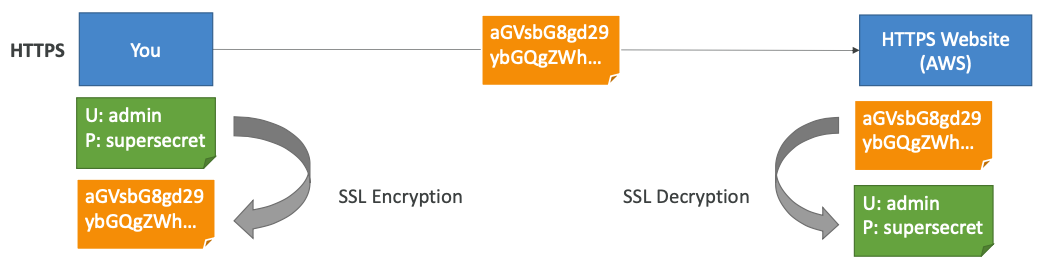 HTTPS
You
aGVsbG8gd29
ybGQgZWh...
HTTPS Website
(AWS)
U: admin
P: supersecret
aGVsbG8gd29
ybGQgZWh...
SSL Encryption
SSL Decryption
aGVsbG8gd29
ybGQgZWh...
U: admin
P: supersecret